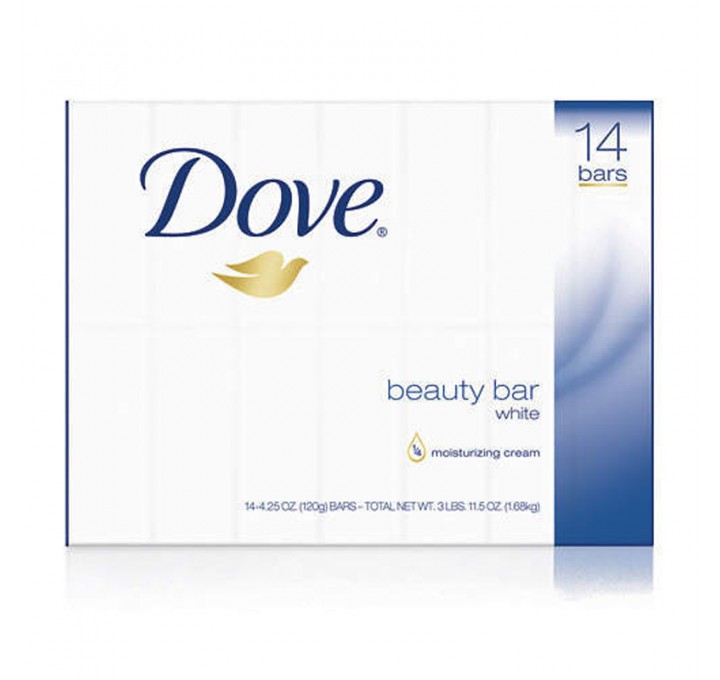 Dove®
14
bars
beauty bar
white
¼ moisturizing cream
14-4.25 OZ. (120g) BARS – TOTAL NET WT. 3 LBS. 11.5 OZ. (1.68kg)